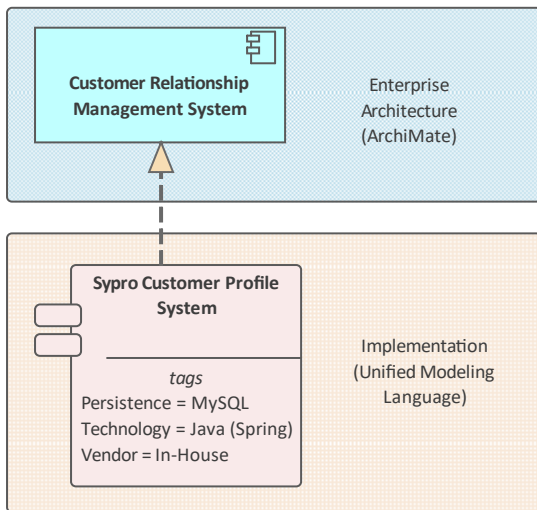 Customer Relationship
Management System
Enterprise
Architecture
(ArchiMate)
Sypro Customer Profile
System
tags
Persistence = MySQL
Technology = Java (Spring)
Vendor = In-House
Implementation
(Unified Modeling
Language)